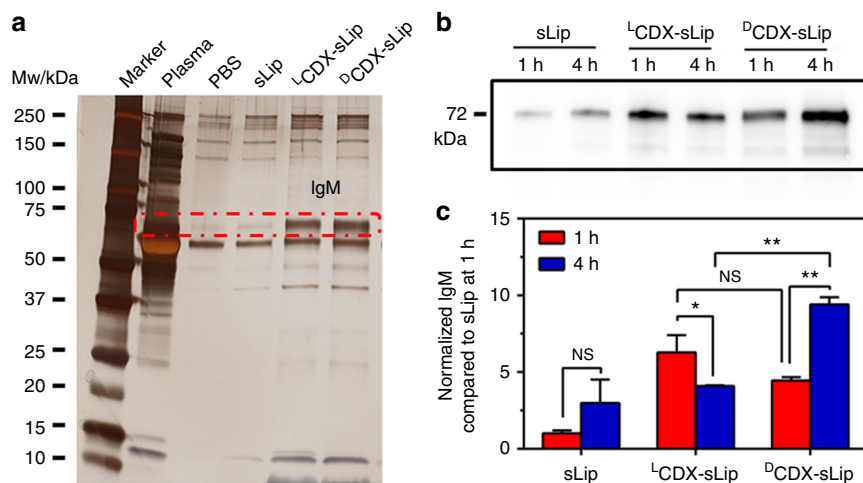 a
Mw/kDa
Marker
Plasma
PBS
sLip
ᴸCDX-sLip
ᴰCDX-sLip
250
150
100
75
50
37
25
20
15
10
IgM
b
sLip ᴸCDX-sLip ᴰCDX-sLip
1 h 4 h 1 h 4 h 1 h 4 h
72
kDa
c
Normalized IgM
compared to sLip at 1 h
15
10
5
0
1 h
4 h
NS
*
NS
**
**
sLip ᴸCDX-sLip ᴰCDX-sLip